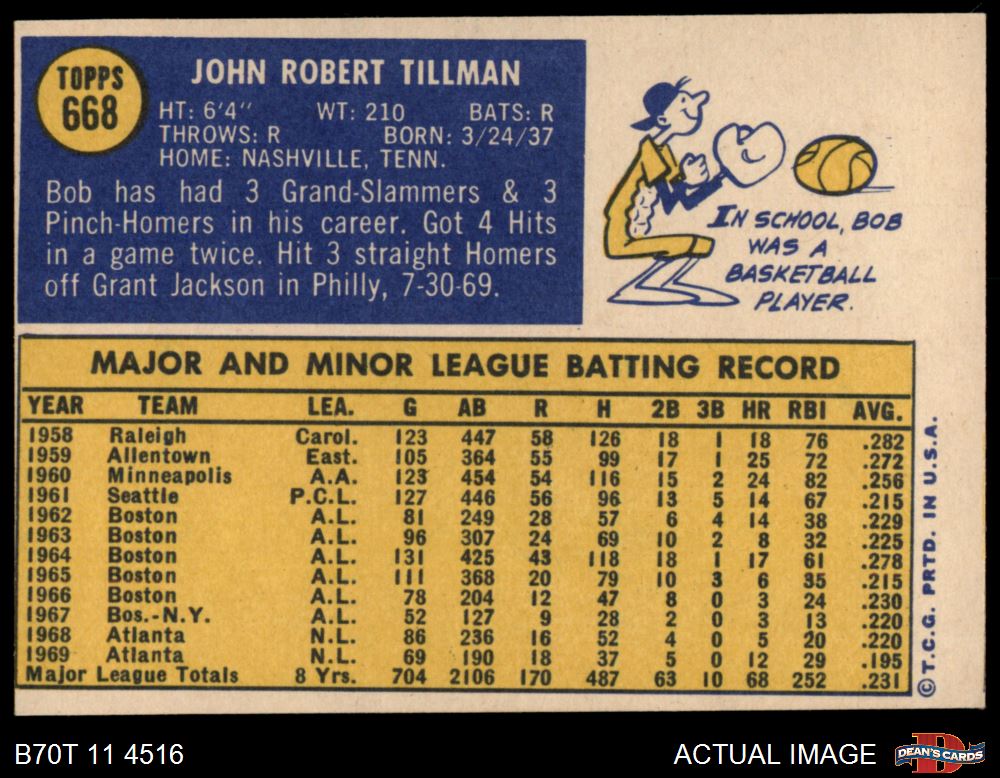 TOPPS
668
JOHN ROBERT TILLMAN
HT: 6'4" WT: 210 BATS: R
THROWS: R BORN: 3/24/37
HOME: NASHVILLE, TENN.
Bob has had 3 Grand-Slammers & 3
Pinch-Homers in his career. Got 4 Hits
in a game twice. Hit 3 straight Homers
off Grant Jackson in Philly, 7-30-69.
IN SCHOOL, BOB
WAS A
BASKETBALL
PLAYER.
MAJOR AND MINOR LEAGUE BATTING RECORD
YEAR TEAM LEA. G AB R H 2B 3B HR RBI AVG.
1958 Raleigh Carol. 123 447 58 126 18 1 18 76 .282
1959 Allentown East. 105 364 55 99 17 1 25 72 .272
1960 Minneapolis A.A. 123 454 54 116 15 2 24 82 .256
1961 Seattle P.C.L. 127 446 56 96 13 5 14 67 .215
1962 Boston A.L. 81 249 28 57 6 4 14 38 .229
1963 Boston A.L. 96 307 24 69 10 2 8 32 .225
1964 Boston A.L. 131 425 43 118 18 1 17 61 .278
1965 Boston A.L. 111 368 20 79 10 3 6 35 .215
1966 Boston A.L. 78 204 12 47 8 0 3 24 .230
1967 Bos.-N.Y. A.L. 52 127 9 28 2 0 3 13 .220
1968 Atlanta N.L. 86 236 16 52 4 0 5 20 .220
1969 Atlanta N.L. 69 190 18 37 5 0 12 29 .195
Major League Totals 8 Yrs. 704 2106 170 487 63 10 68 252 .231
© T.C.G. PRTD. IN U.S.A.
B70T 11 4516
ACTUAL IMAGE
D
DEAN'S CARDS